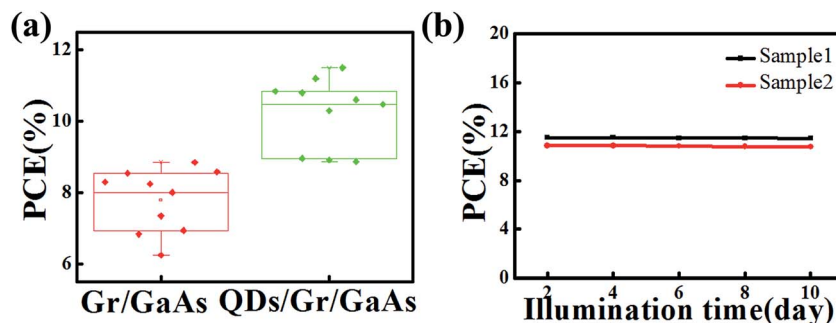 (a)
PCE(%)
12
10
8
6
Gr/GaAs QDs/Gr/GaAs
(b)
PCE(%)
20
16
12
8
4
0
Sample1
Sample2
2 4 6 8 10
Illumination time(day)